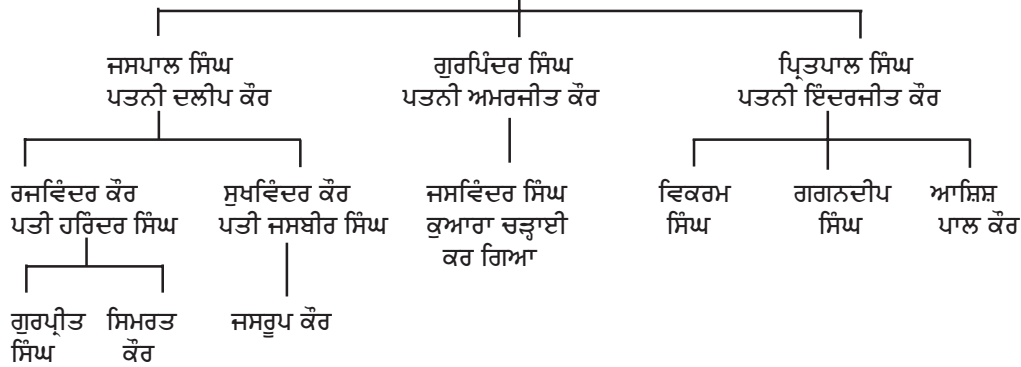 ਜਸਪਾਲ ਸਿੰਘ
ਪਤਨੀ ਦਲੀਪ ਕੌਰ
ਗੁਰਪਿੰਦਰ ਸਿੰਘ
ਪਤਨੀ ਅਮਰਜੀਤ ਕੌਰ
ਪ੍ਰਿਤਪਾਲ ਸਿੰਘ
ਪਤਨੀ ਇੰਦਰਜੀਤ ਕੌਰ
ਰਜਵਿੰਦਰ ਕੌਰ
ਪਤੀ ਹਰਿੰਦਰ ਸਿੰਘ
ਸੁਖਵਿੰਦਰ ਕੌਰ
ਪਤੀ ਜਸਬੀਰ ਸਿੰਘ
ਜਸਵਿੰਦਰ ਸਿੰਘ
ਕੁਆਰਾ ਚੜ੍ਹਾਈ
ਕਰ ਗਿਆ
ਵਿਕਰਮ
ਸਿੰਘ
ਗਗਨਦੀਪ
ਸਿੰਘ
ਆਸ਼ਿਸ਼
ਪਾਲ ਕੌਰ
ਗੁਰਪ੍ਰੀਤ
ਸਿੰਘ
ਸਿਮਰਤ
ਕੌਰ
ਜਸਰੂਪ ਕੌਰ